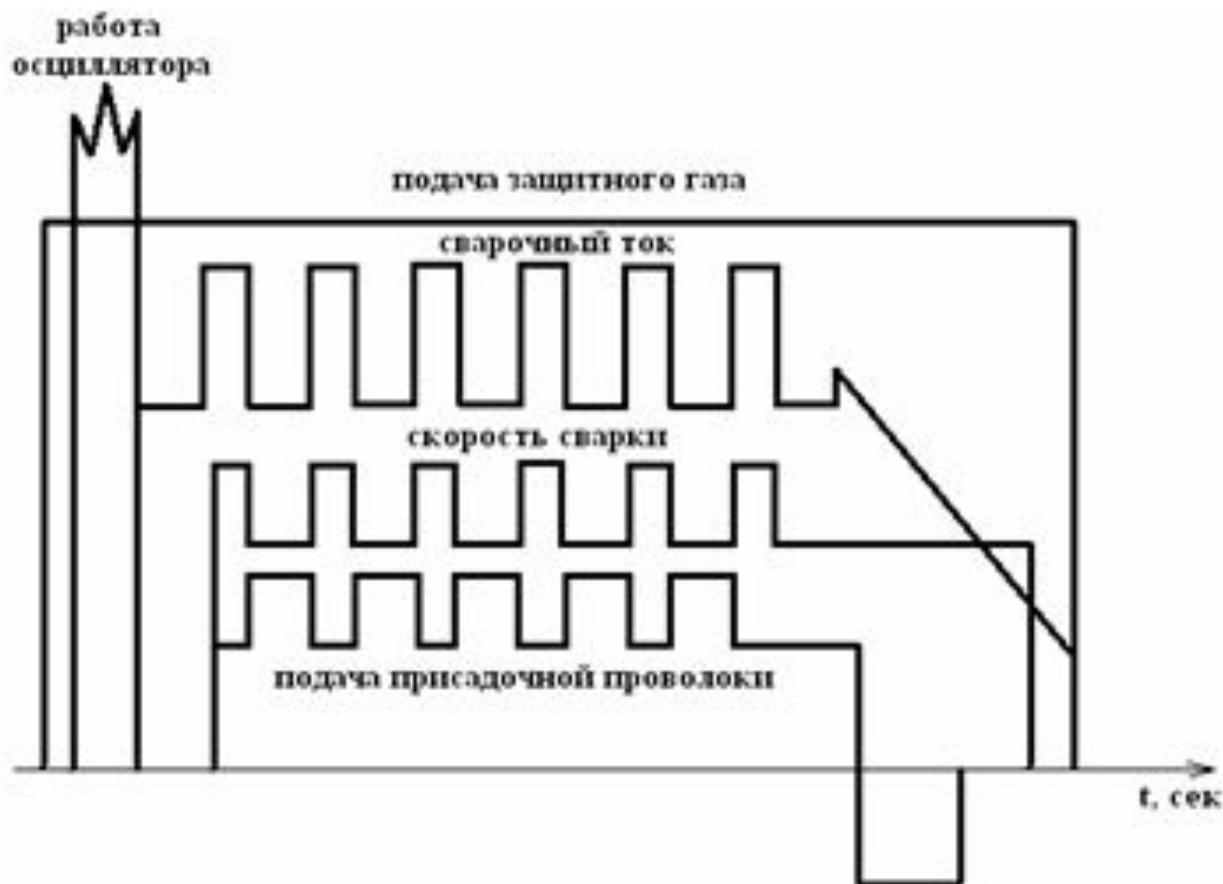 работа
осциллятора
подача защитного газа
сварочный ток
скорость сварки
подача присадочной проволоки
t, сек